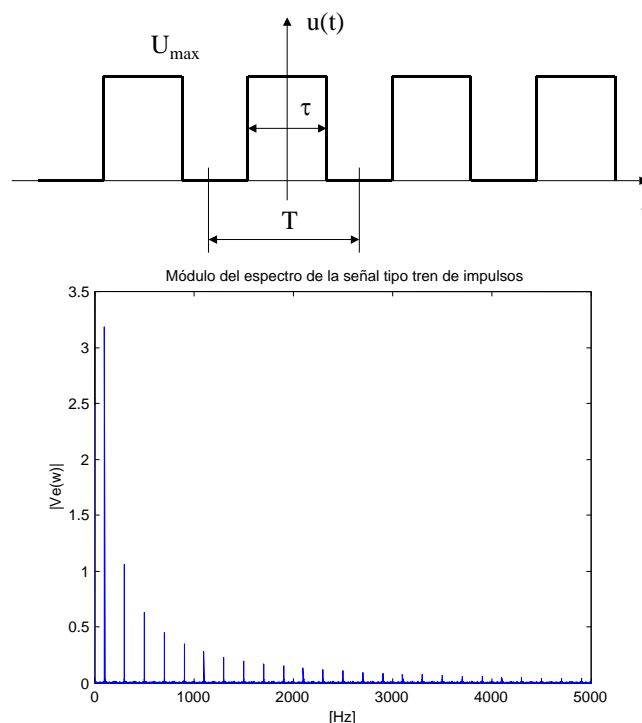 u(t)
U_max
τ
T
Módulo del espectro de la señal tipo tren de impulsos
3.5
3
2.5
2
1.5
1
0.5
0
|Ve(w)|
0 1000 2000 3000 4000 5000
[Hz]